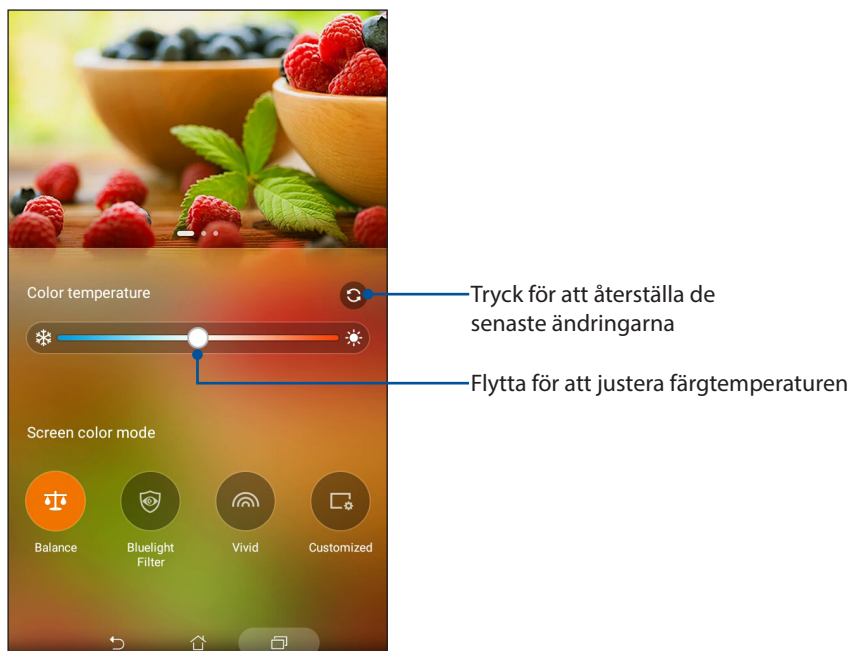 Color temperature
Tryck för att återställa de
senaste ändringarna
Flytta för att justera färgtemperaturen
Screen color mode
Balance
Bluelight
Filter
Vivid
Customized